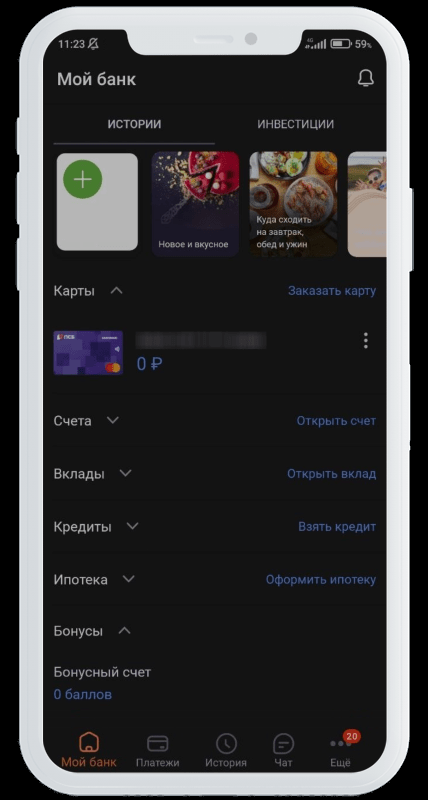 11:23
4G
59%
Мой банк
ИСТОРИИ
ИНВЕСТИЦИИ
Новое и вкусное
Куда сходить
на завтрак,
обед и ужин
Карты
Заказать карту
ПСБ
0 ₽
Счета
Открыть счет
Вклады
Открыть вклад
Кредиты
Взять кредит
Ипотека
Оформить ипотеку
Бонусы
Бонусный счет
0 баллов
20
Мой банк
Платежи
История
Чат
Ещё